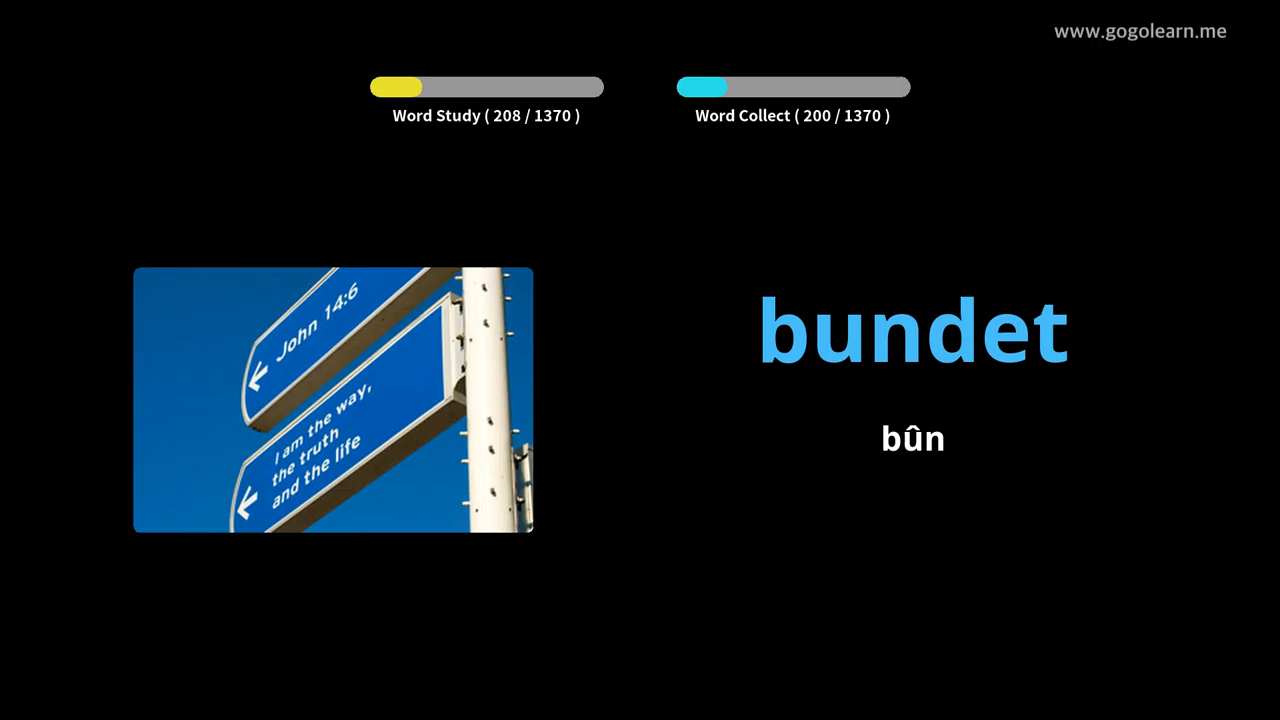 www.gogolearn.me
Word Study ( 208 / 1370 )
Word Collect ( 200 / 1370 )
John 14:6
I am the way,
the truth
and the life
bundet
bûn